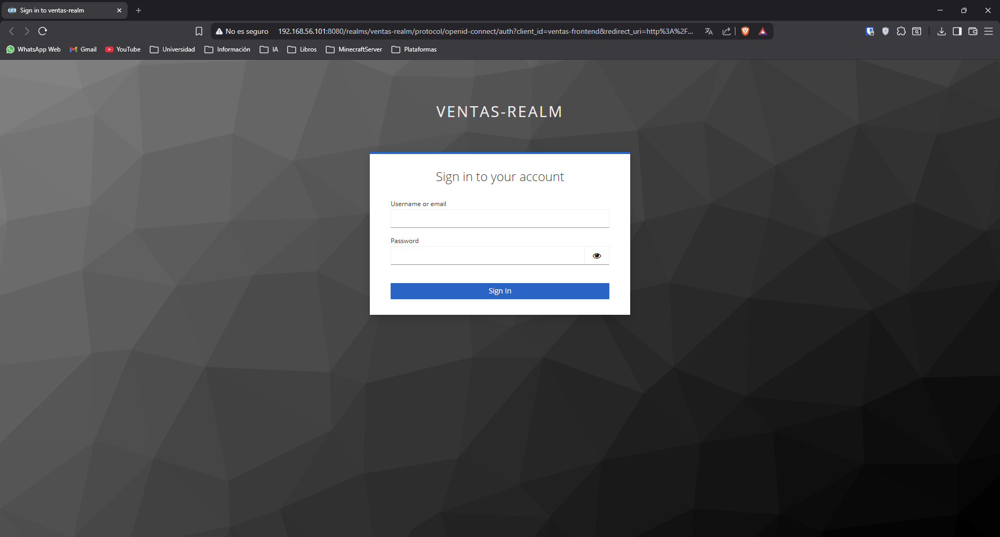 Sign in to ventas-realm
No es seguro 192.168.56.101:8080/realms/ventas-realm/protocol/openid-connect/auth?client_id=ventas-frontend&redirect_uri=http%3A%2F...
WhatsApp Web Gmail YouTube Universidad Información IA Libros MinecraftServer Plataformas
VENTAS-REALM
Sign in to your account
Username or email
Password
Sign In